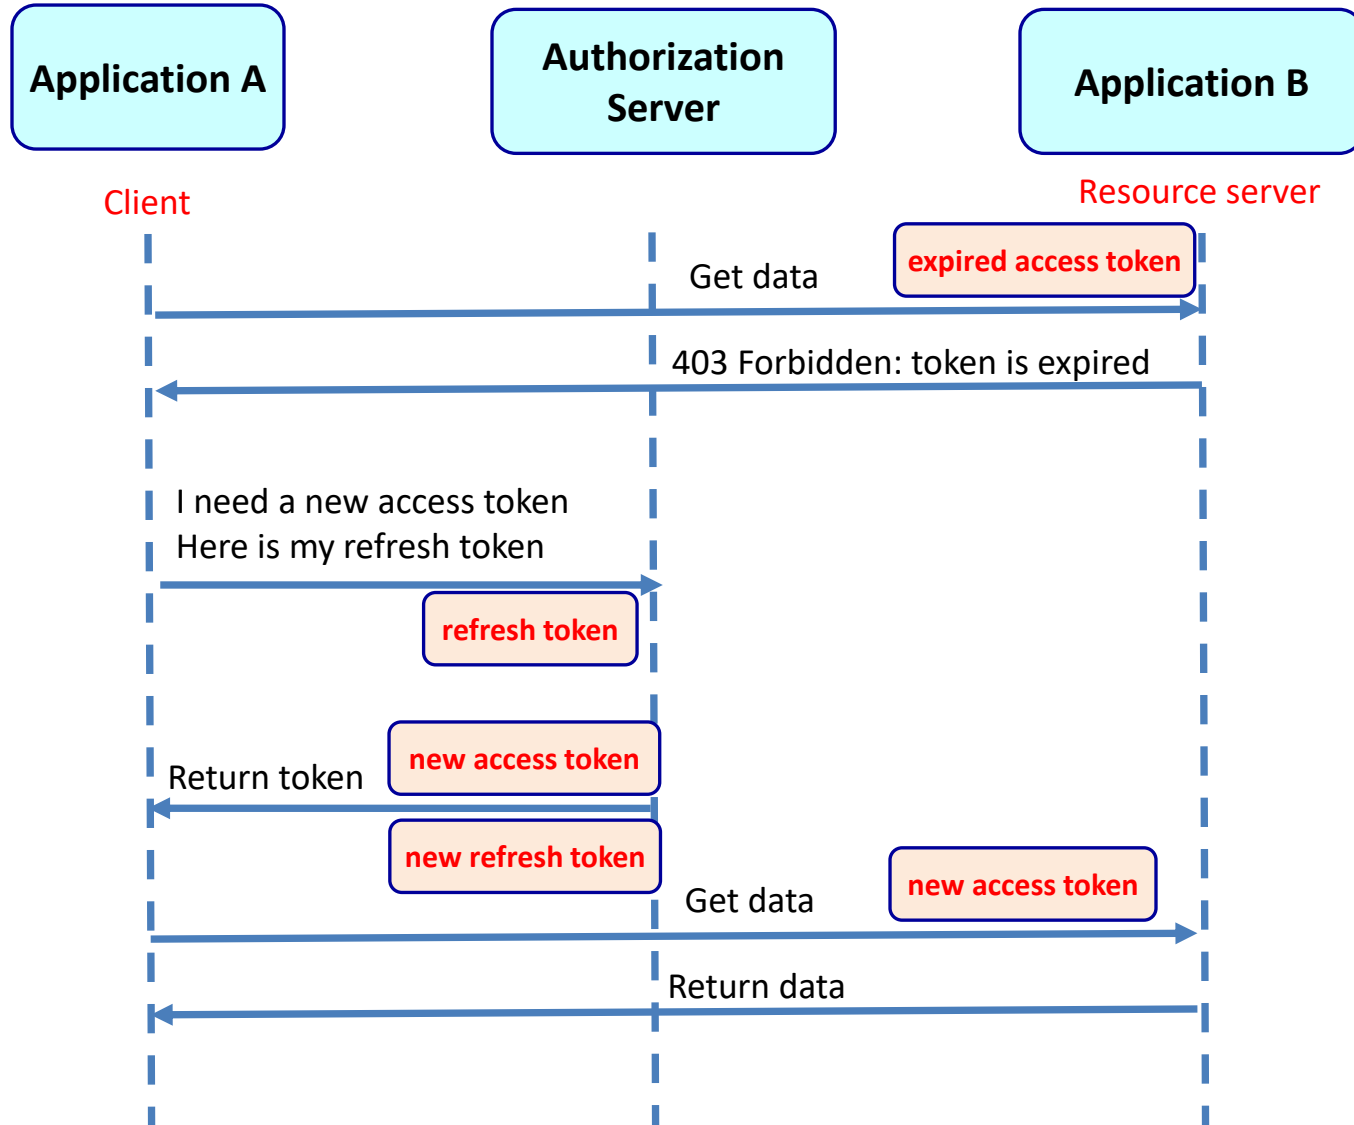 Application A
Authorization
Server
Application B
Client
Resource server
expired access token
Get data
403 Forbidden: token is expired
I need a new access token
Here is my refresh token
refresh token
new access token
Return token
new refresh token
new access token
Get data
Return data